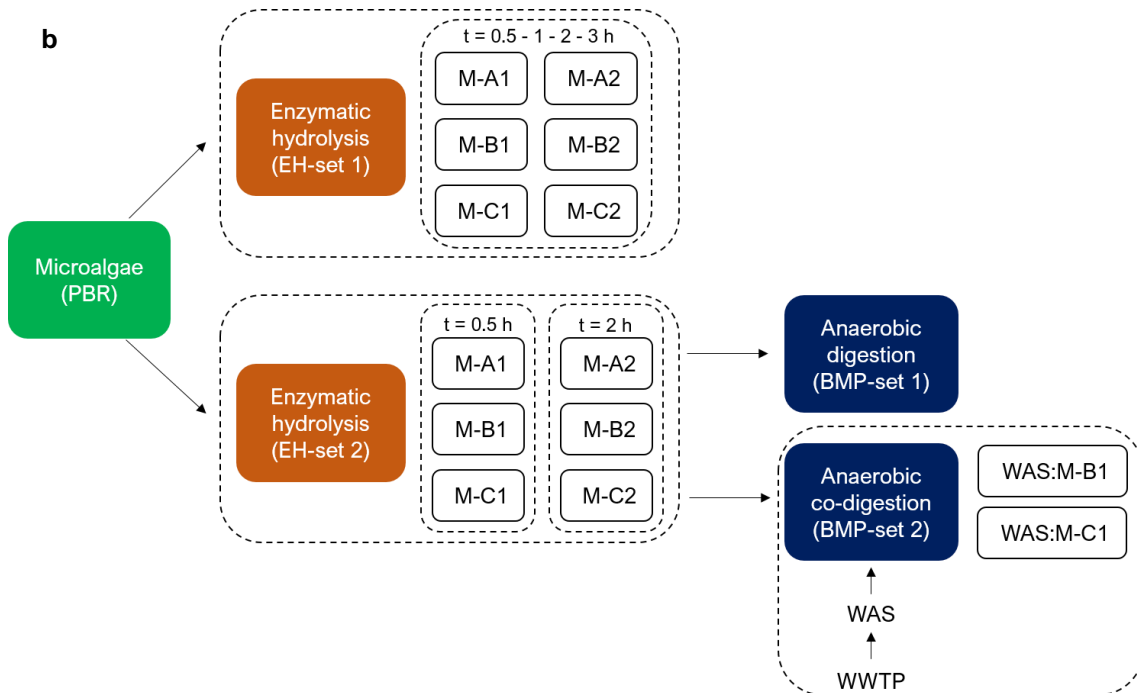 b
t = 0.5 - 1 - 2 - 3 h
M-A1
M-A2
Enzymatic
hydrolysis
(EH-set 1)
M-B1
M-B2
M-C1
M-C2
Microalgae
(PBR)
t = 0.5 h
t = 2 h
M-A1
M-A2
Enzymatic
hydrolysis
(EH-set 2)
M-B1
M-B2
M-C1
M-C2
Anaerobic
digestion
(BMP-set 1)
Anaerobic
co-digestion
(BMP-set 2)
WAS:M-B1
WAS:M-C1
WAS
WWTP